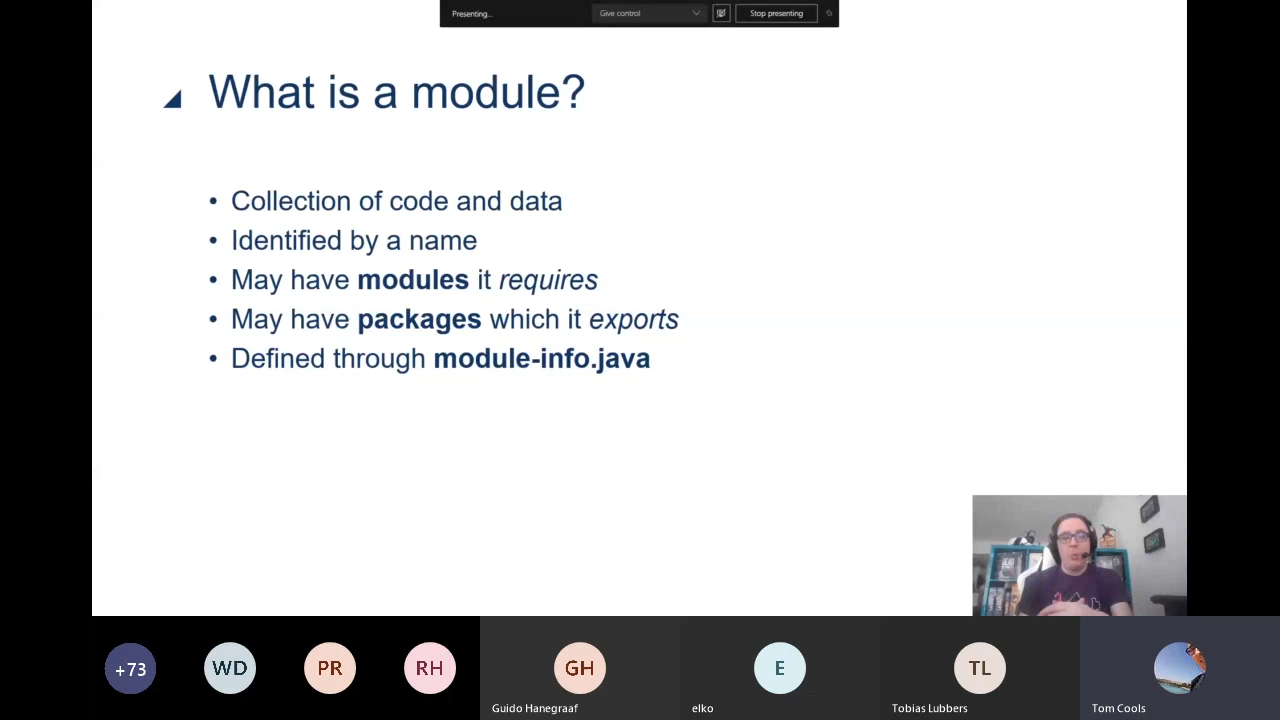 Presenting...
Give control
Stop presenting
What is a module?
• Collection of code and data
• Identified by a name
• May have modules it requires
• May have packages which it exports
• Defined through module-info.java
+73
WD
PR
RH
GH
E
TL
Guido Hanegraaf
elko
Tobias Lubbers
Tom Cools